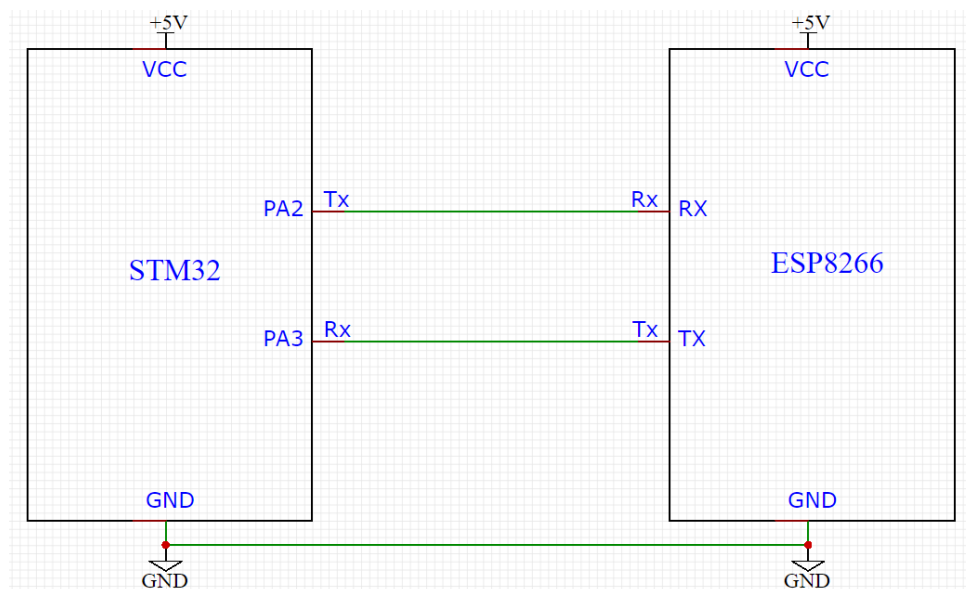 +5V +5V
VCC VCC
PA2 Tx Rx RX
STM32 ESP8266
PA3 Rx Tx TX
GND GND
GND GND